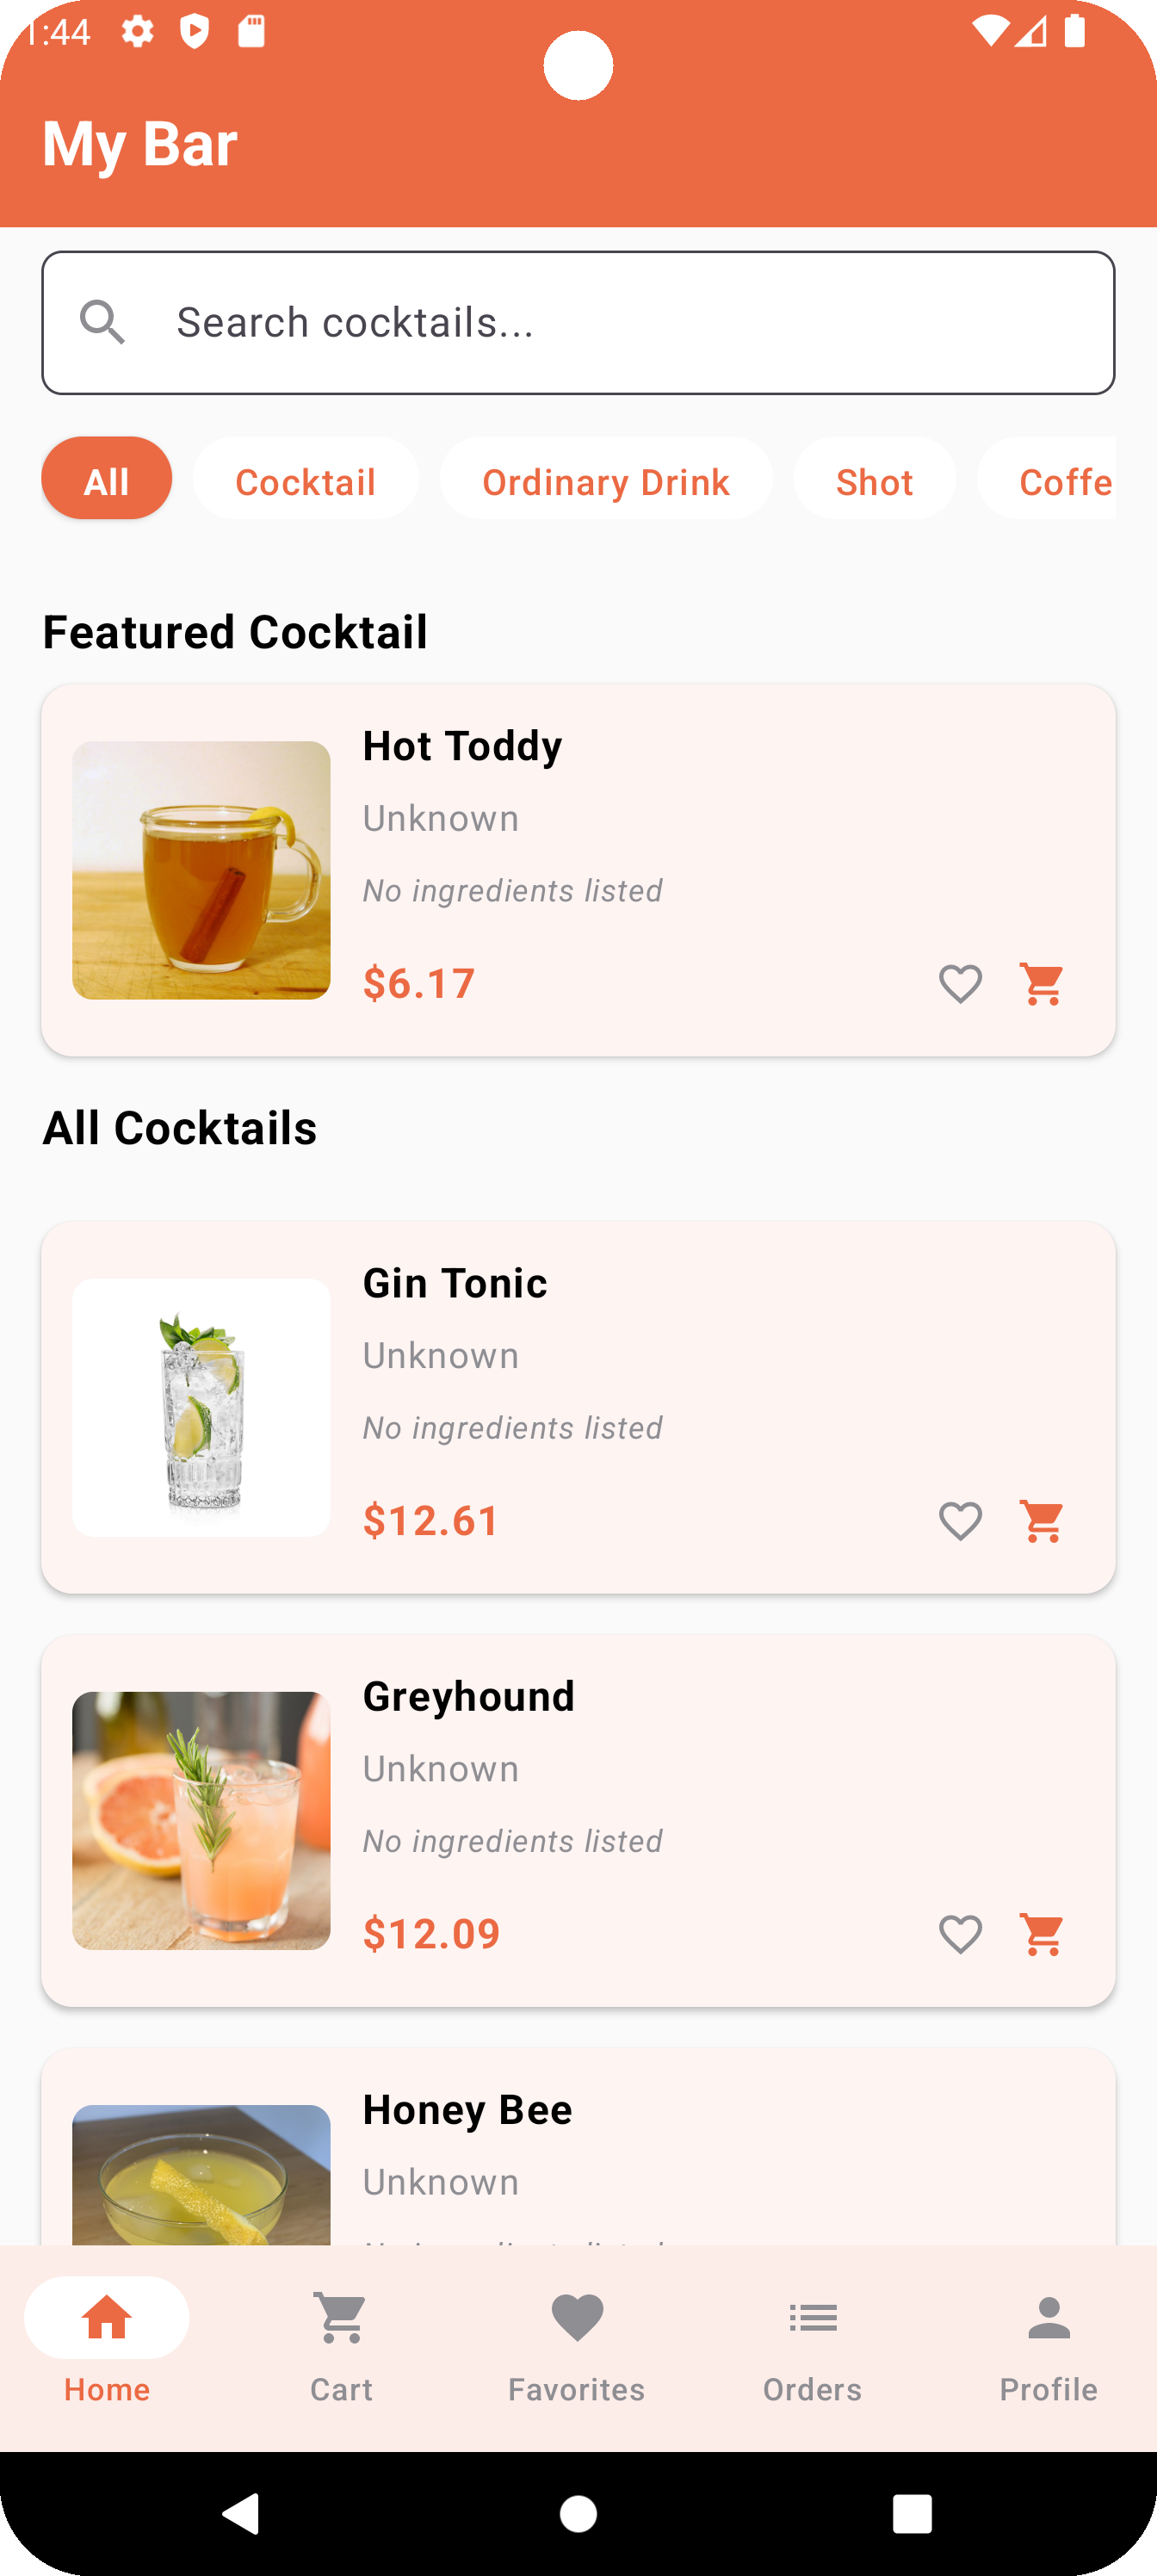 1:44
My Bar
Search cocktails...
All Cocktail Ordinary Drink Shot Coffe
Featured Cocktail
Hot Toddy
Unknown
No ingredients listed
$6.17
All Cocktails
Gin Tonic
Unknown
No ingredients listed
$12.61
Greyhound
Unknown
No ingredients listed
$12.09
Honey Bee
Unknown
Home Cart Favorites Orders Profile